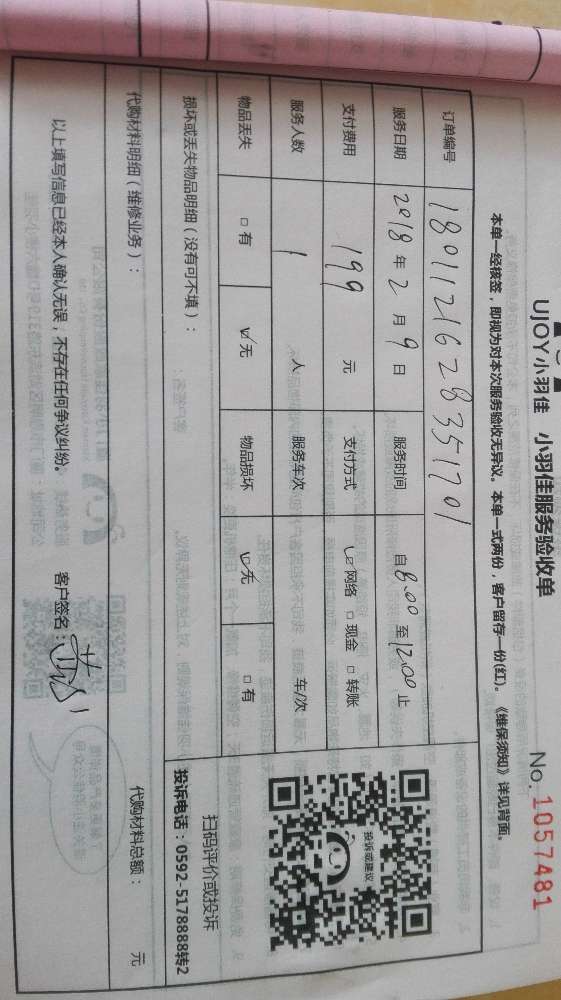 UJOY小羽佳 小羽佳服务验收单
No. 1057481
本单一经核签，即视为对本次服务验收无异议。本单一式两份，客户留存一份(红)。《维保须知》详见背面。
订单编号 1801121628351701
服务日期 2018 年 2 月 9 日 服务时间 自 8.00 至 12.00 止
支付费用 199 元 支付方式 ☑网络 □现金 □转账
服务人数 1 人 服务车次 车/次
物品丢失 □有 ☑无 物品损坏 ☑无 □有
损坏或丢失物品明细（没有可不填）：
代购材料明细（维修业务）： 代购材料总额： 元
以上填写信息已经本人确认无误，不存在任何争议纠纷。 客户签名：
投诉或建议
扫码评价或投诉
投诉电话：0592-5178888转2